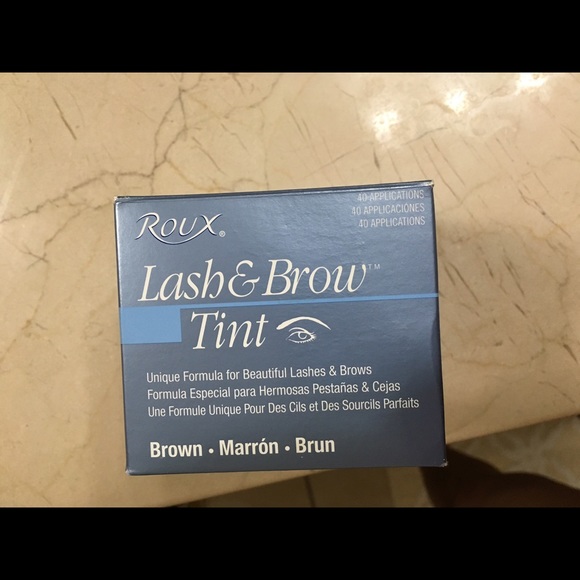 40 APPLICATIONS
40 APPLICACIONES
40 APPLICATIONS
ROUX®
Lash & Brow™
Tint
Unique Formula for Beautiful Lashes & Brows
Formula Especial para Hermosas Pestañas & Cejas
Une Formule Unique Pour Des Cils et Des Sourcils Parfaits
Brown • Marrón • Brun